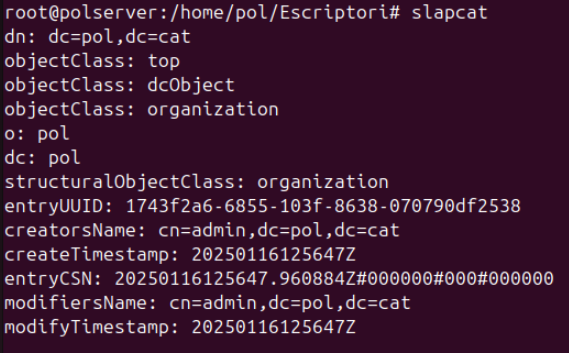 root@polserver:/home/pol/Escriptori# slapcat
dn: dc=pol,dc=cat
objectClass: top
objectClass: dcObject
objectClass: organization
o: pol
dc: pol
structuralObjectClass: organization
entryUUID: 1743f2a6-6855-103f-8638-070790df2538
creatorsName: cn=admin,dc=pol,dc=cat
createTimestamp: 20250116125647Z
entryCSN: 20250116125647.960884Z#000000#000#000000
modifiersName: cn=admin,dc=pol,dc=cat
modifyTimestamp: 20250116125647Z